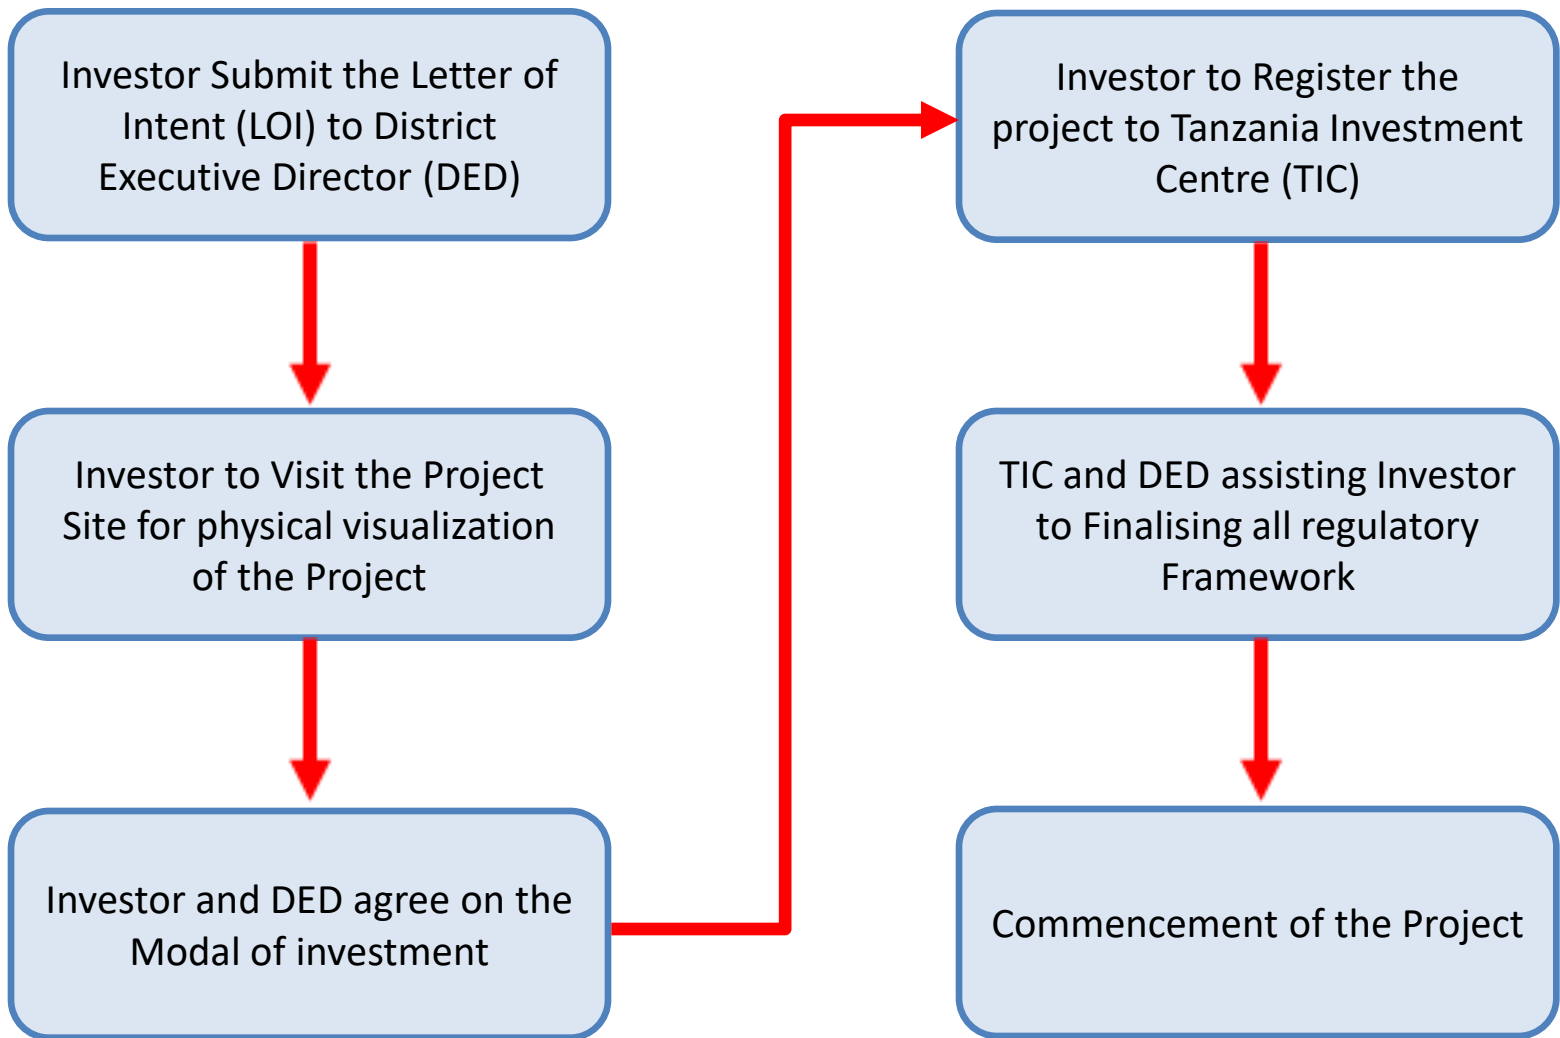 Investor Submit the Letter of
Intent (LOI) to District
Executive Director (DED)
Investor to Visit the Project
Site for physical visualization
of the Project
Investor and DED agree on the
Modal of investment
Investor to Register the
project to Tanzania Investment
Centre (TIC)
TIC and DED assisting Investor
to Finalising all regulatory
Framework
Commencement of the Project